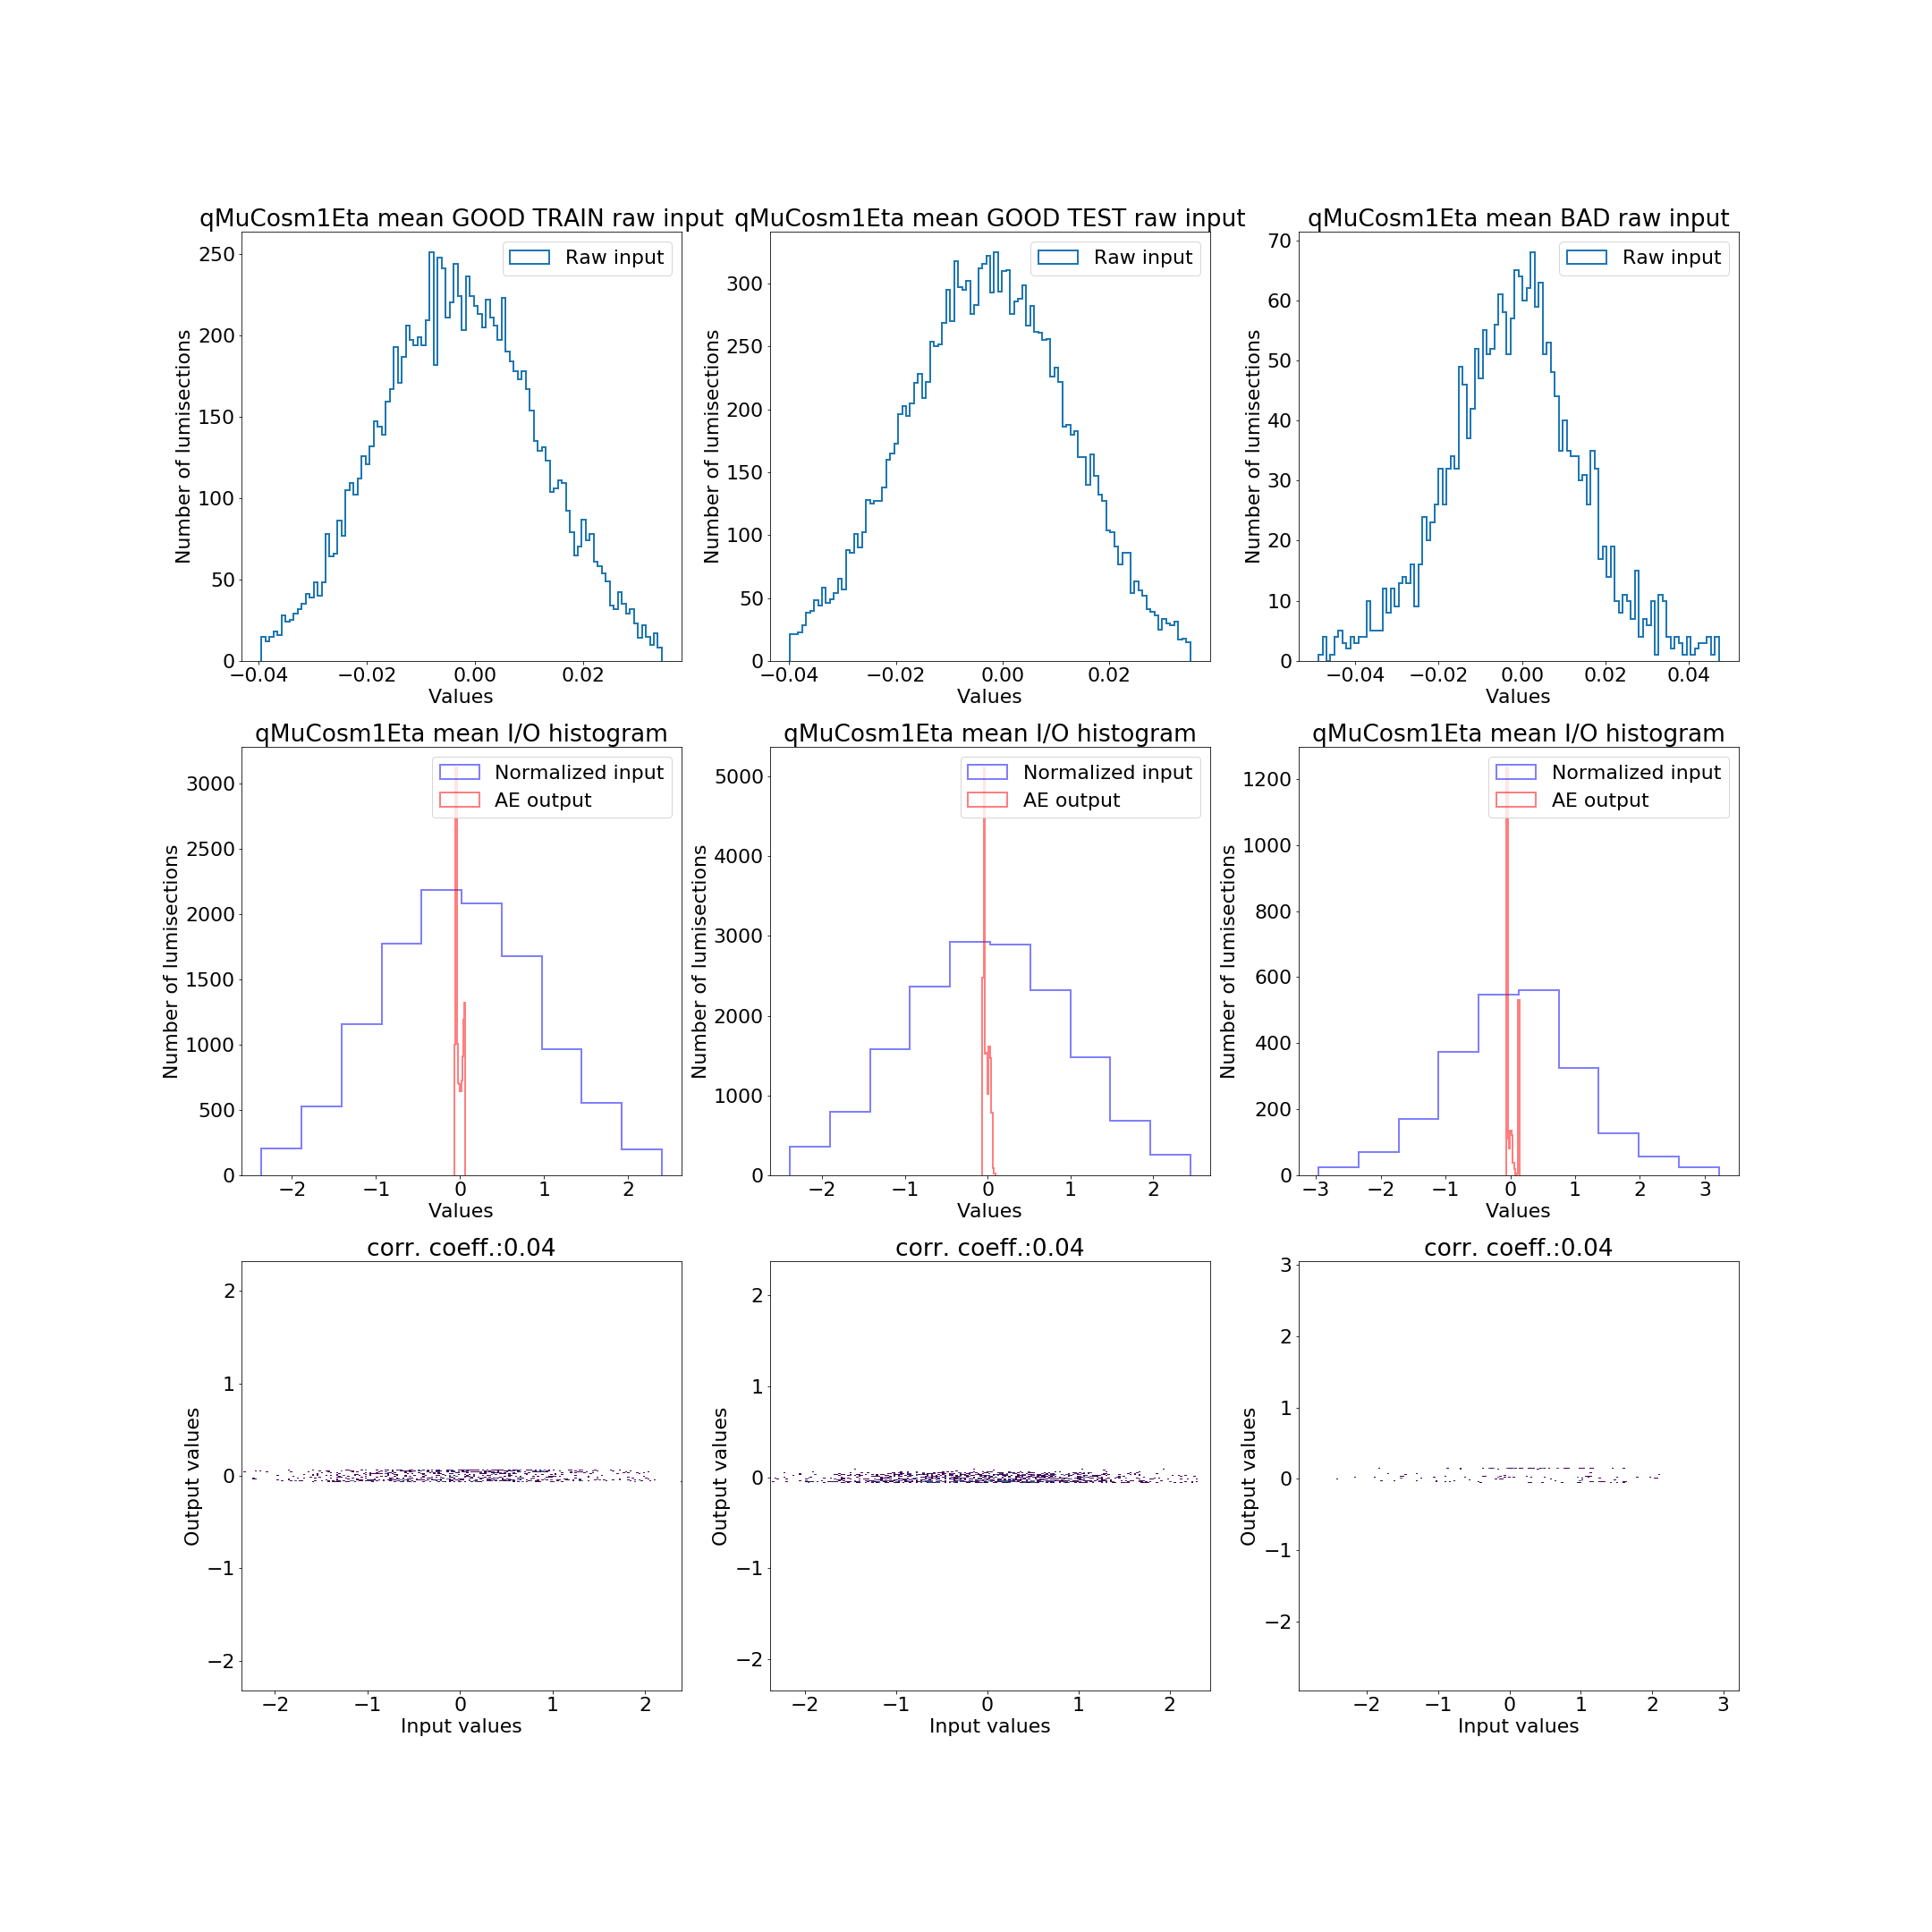 qMuCosm1Eta mean GOOD TRAIN raw input
Raw input
Number of lumisections
0
50
100
150
200
250
−0.04
−0.02
0.00
0.02
Values
qMuCosm1Eta mean GOOD TEST raw input
Raw input
Number of lumisections
0
50
100
150
200
250
300
−0.04
−0.02
0.00
0.02
Values
qMuCosm1Eta mean BAD raw input
Raw input
Number of lumisections
0
10
20
30
40
50
60
70
−0.04
−0.02
0.00
0.02
0.04
Values
qMuCosm1Eta mean I/O histogram
Normalized input
AE output
Number of lumisections
0
500
1000
1500
2000
2500
3000
−2
−1
0
1
2
Values
qMuCosm1Eta mean I/O histogram
Normalized input
AE output
Number of lumisections
0
1000
2000
3000
4000
5000
−2
−1
0
1
2
Values
qMuCosm1Eta mean I/O histogram
Normalized input
AE output
Number of lumisections
0
200
400
600
800
1000
1200
−3
−2
−1
0
1
2
3
Values
corr. coeff.:0.04
Output values
−2
−1
0
1
2
−2
−1
0
1
2
Input values
corr. coeff.:0.04
Output values
−2
−1
0
1
2
−2
−1
0
1
2
Input values
corr. coeff.:0.04
Output values
−2
−1
0
1
2
3
−2
−1
0
1
2
3
Input values